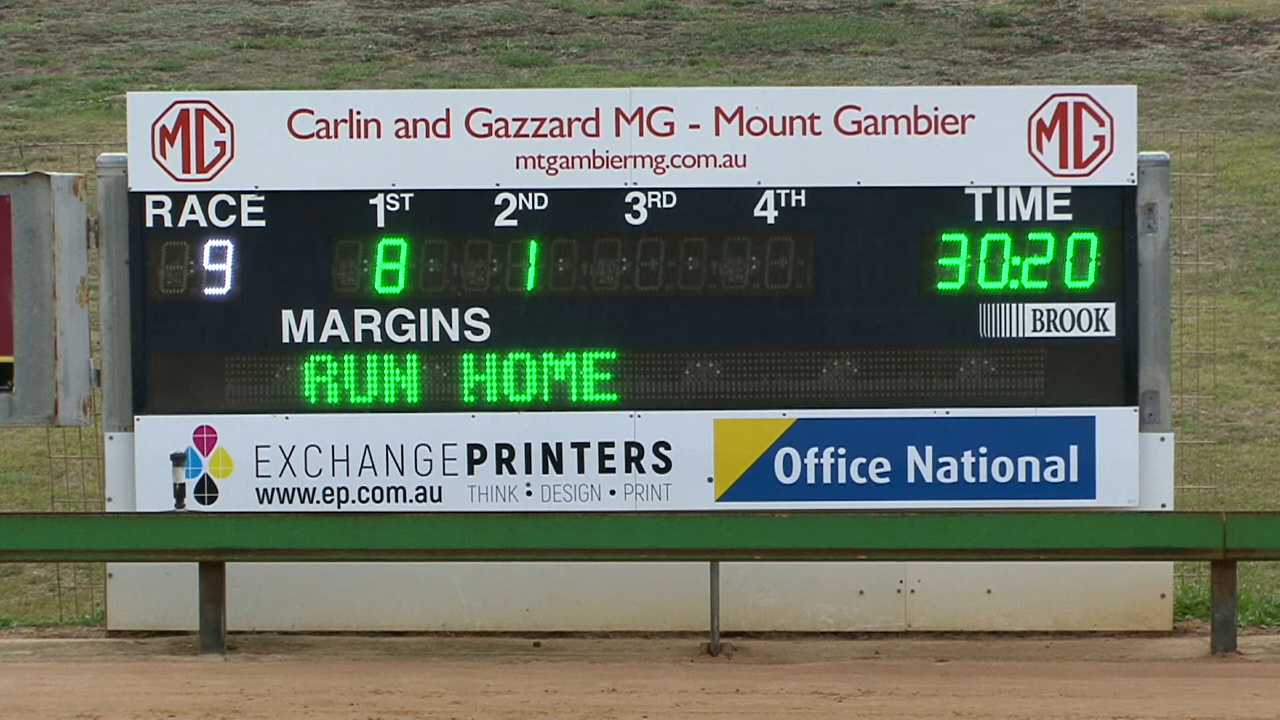 MG Carlin and Gazzard MG - Mount Gambier MG
mtgambiermg.com.au
RACE 1ST 2ND 3RD 4TH TIME
9 8 1 30:20
MARGINS
BROOK
RUN HOME
EXCHANGEPRINTERS
www.ep.com.au THINK • DESIGN • PRINT
Office National